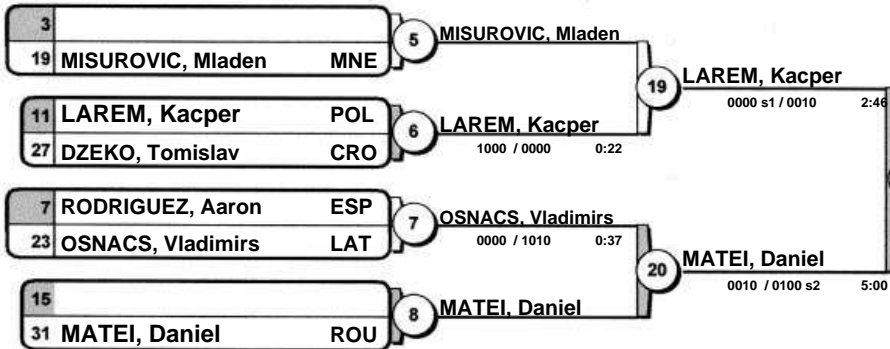 3
19 MISUROVIC, Mladen MNE
5
MISUROVIC, Mladen
11 LAREM, Kacper POL
27 DZEKO, Tomislav CRO
6
LAREM, Kacper
1000 / 0000 0:22
19
LAREM, Kacper
0000 s1 / 0010 2:46
7 RODRIGUEZ, Aaron ESP
23 OSNACS, Vladimirs LAT
7
OSNACS, Vladimirs
0000 / 1010 0:37
15
31 MATEI, Daniel ROU
8
MATEI, Daniel
20
MATEI, Daniel
0010 / 0100 s2 5:00